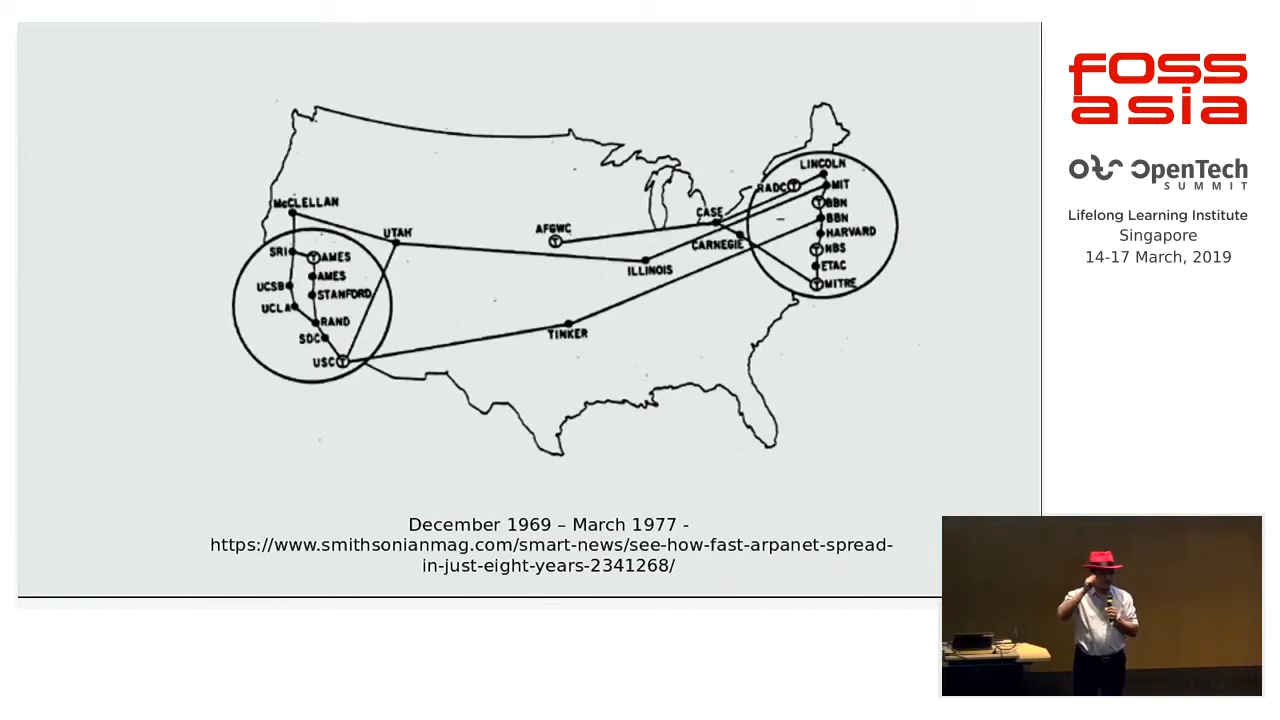 LINCOLN
RADC T
MIT
T BBN
BBN
HARVARD
T NBS
ETAC
T MITRE
McCLELLAN
UTAH
AFGWC
T
CASE
CARNEGIE
ILLINOIS
SRI
T AMES
AMES
UCSB
STANFORD
UCLA
RAND
SDC
USC T
TINKER
December 1969 – March 1977 -
https://www.smithsonianmag.com/smart-news/see-how-fast-arpanet-spread-
in-just-eight-years-2341268/
foss
asia
OTS OpenTech
SUMMIT
Lifelong Learning Institute
Singapore
14-17 March, 2019